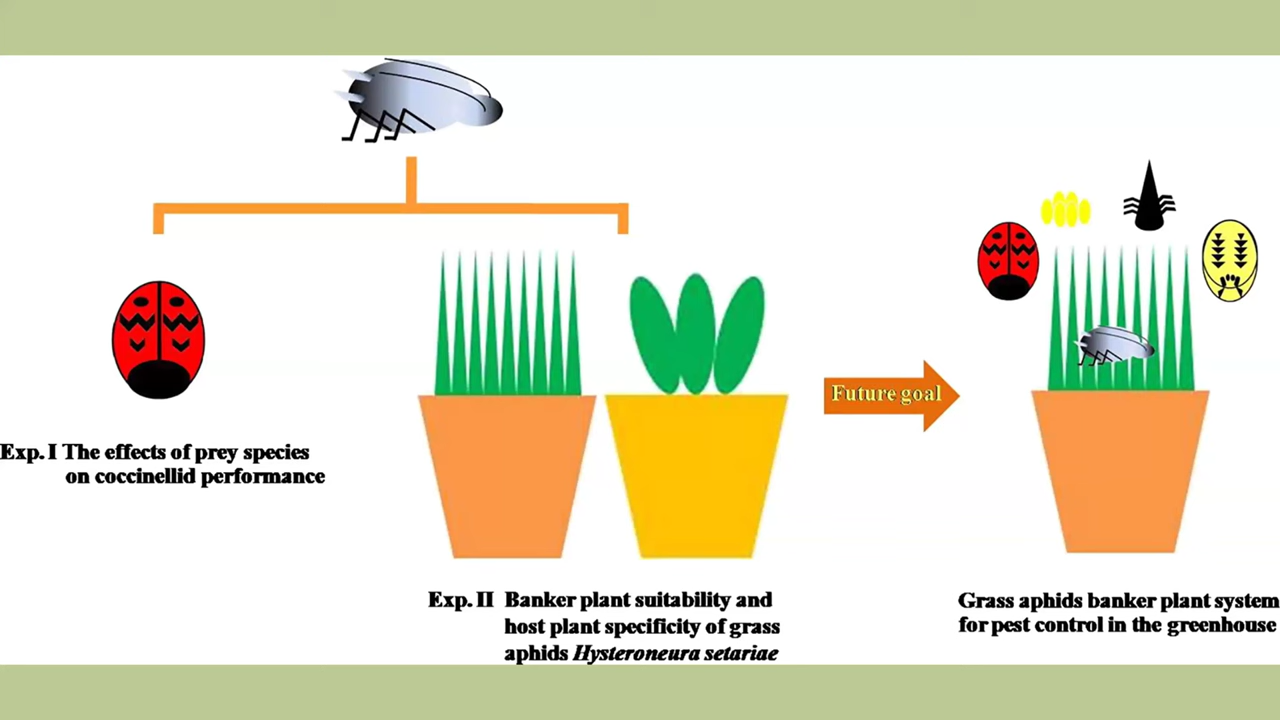 Exp. I The effects of prey species
on coccinellid performance
Exp. II Banker plant suitability and
host plant specificity of grass
aphids Hysteroneura setariae
Future goal
Grass aphids banker plant system
for pest control in the greenhouse